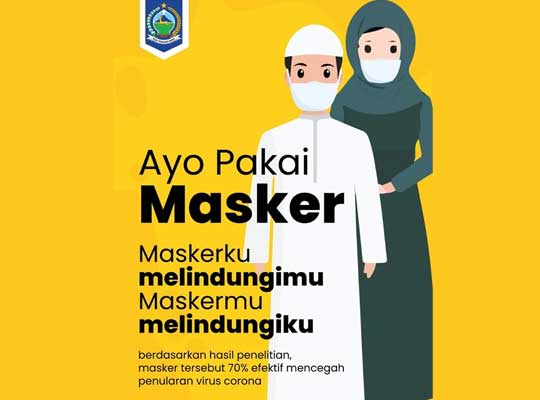 Ayo Pakai
Masker
Maskerku
melindungimu
Maskermu
melindungiku
berdasarkan hasil penelitian,
masker tersebut 70% efektif mencegah
penularan virus corona